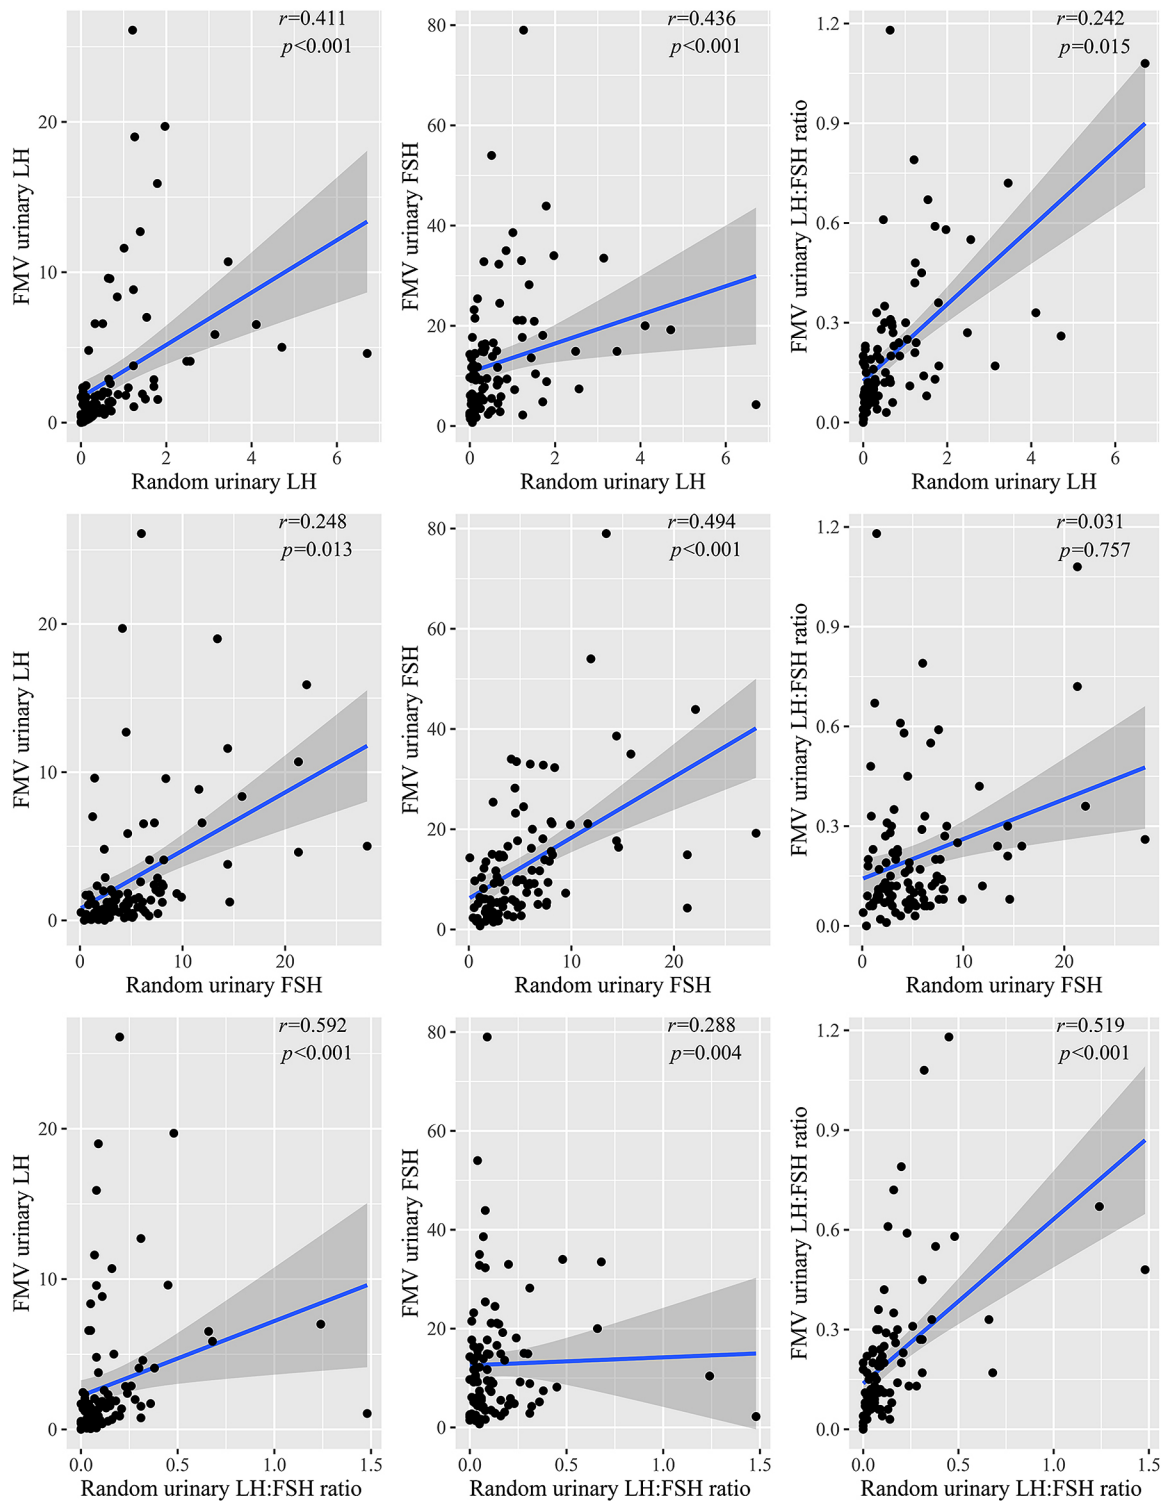 r=0.411
p<0.001
20
10
0
FMV urinary LH
0 2 4 6
Random urinary LH
r=0.436
p<0.001
80
60
40
20
0
FMV urinary FSH
0 2 4 6
Random urinary LH
r=0.242
p=0.015
1.2
0.9
0.6
0.3
0.0
FMV urinary LH:FSH ratio
0 2 4 6
Random urinary LH
r=0.248
p=0.013
20
10
0
FMV urinary LH
0 10 20
Random urinary FSH
r=0.494
p<0.001
80
60
40
20
0
FMV urinary FSH
0 10 20
Random urinary FSH
r=0.031
p=0.757
1.2
0.9
0.6
0.3
0.0
FMV urinary LH:FSH ratio
0 10 20
Random urinary FSH
r=0.592
p<0.001
20
10
0
FMV urinary LH
0.0 0.5 1.0 1.5
Random urinary LH:FSH ratio
r=0.288
p=0.004
80
60
40
20
0
FMV urinary FSH
0.0 0.5 1.0 1.5
Random urinary LH:FSH ratio
r=0.519
p<0.001
1.2
0.9
0.6
0.3
0.0
FMV urinary LH:FSH ratio
0.0 0.5 1.0 1.5
Random urinary LH:FSH ratio